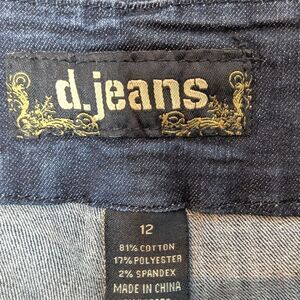 d.jeans.
12
81% COTTON
17% POLYESTER
2% SPANDEX
MADE IN CHINA